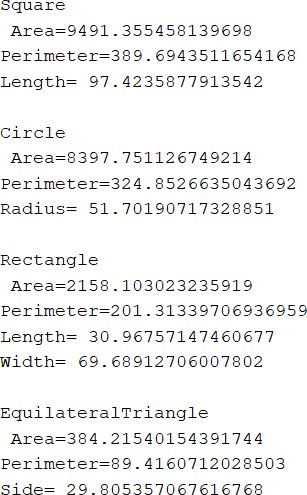 Square
Area=9491.355458139698
Perimeter=389.6943511654168
Length= 97.4235877913542
Circle
Area=8397.751126749214
Perimeter=324.8526635043692
Radius= 51.70190717328851
Rectangle
Area=2158.103023235919
Perimeter=201.31339706936959
Length= 30.96757147460677
Width= 69.68912706007802
EquilateralTriangle
Area=384.21540154391744
Perimeter=89.4160712028503
Side= 29.805357067616768